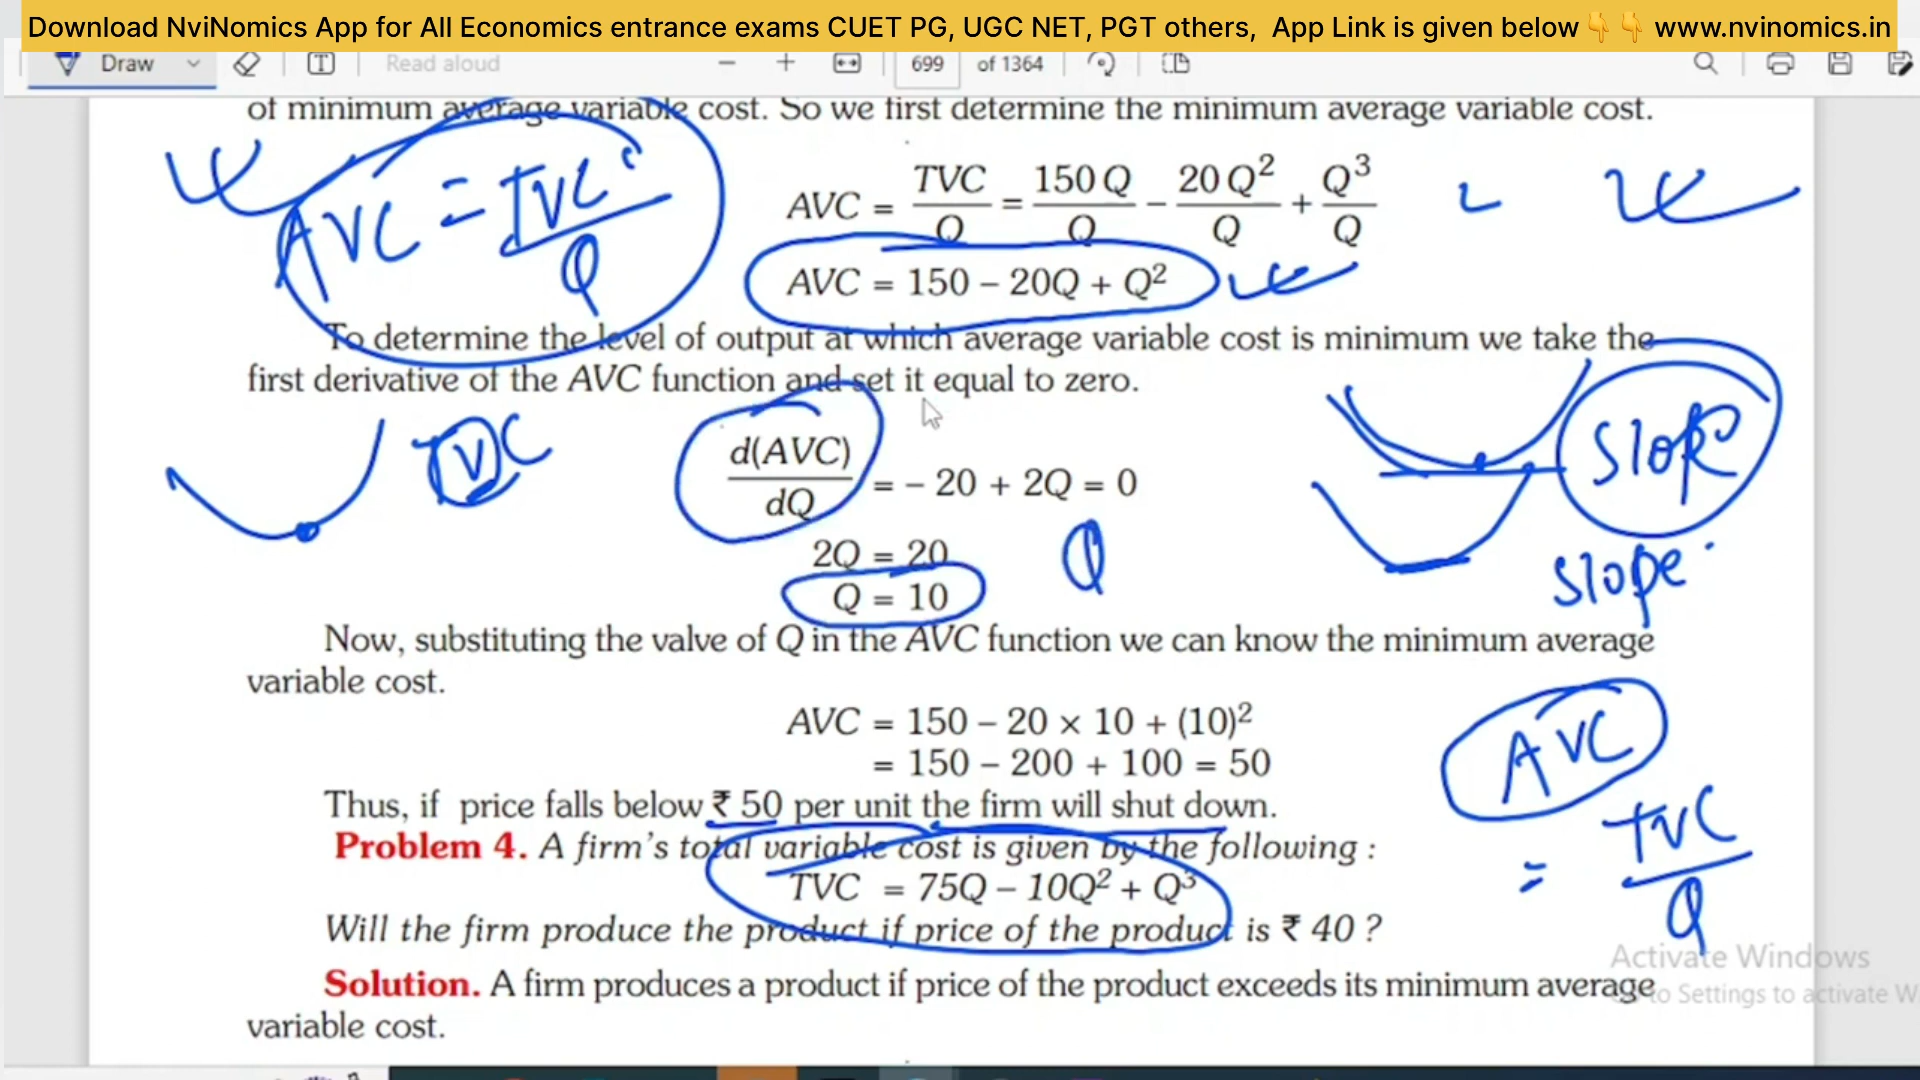 Download NviNomics App for All Economics entrance exams CUET PG, UGC NET, PGT others, App Link is given below👇👇 www.nvinomics.in
Draw Read aloud 699 of 1364
of minimum average variable cost. So we first determine the minimum average variable cost.
AVC = TVC/Q
AVC = TVC/Q = 150 Q/Q − 20 Q²/Q + Q³/Q
AVC = 150 – 20Q + Q²
To determine the level of output at which average variable cost is minimum we take the
first derivative of the AVC function and set it equal to zero.
TVC
d(AVC)/dQ = – 20 + 2Q = 0
Slope
2Q = 20
Q
Slope
Q = 10
Now, substituting the valve of Q in the AVC function we can know the minimum average
variable cost.
AVC = 150 – 20 × 10 + (10)²
= 150 – 200 + 100 = 50
AVC
= TVC/Q
Thus, if price falls below ₹ 50 per unit the firm will shut down.
Problem 4. A firm's total variable cost is given by the following :
TVC = 75Q – 10Q² + Q³
Will the firm produce the product if price of the product is ₹ 40 ?
Solution. A firm produces a product if price of the product exceeds its minimum average
variable cost.
Activate Windows
to Settings to activate W